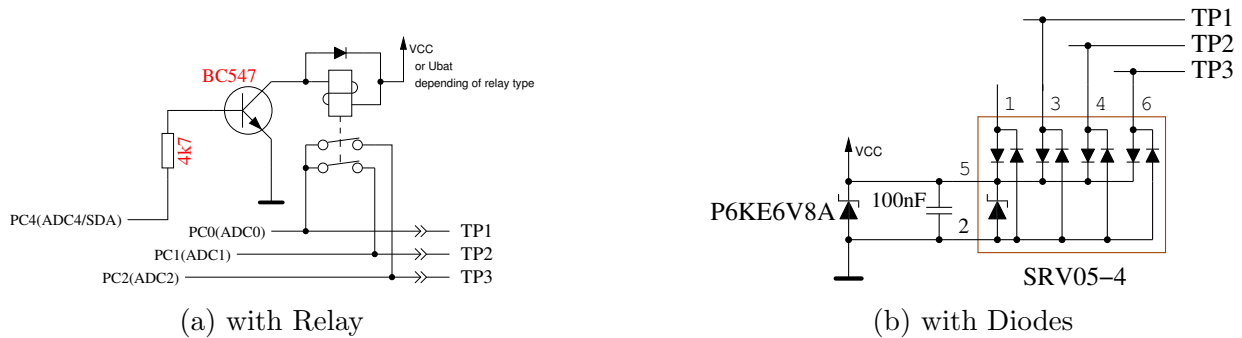 BC547
VCC
or Ubat
depending of relay type
4k7
PC4(ADC4/SDA)
PC0(ADC0)
TP1
PC1(ADC1)
TP2
PC2(ADC2)
TP3
(a) with Relay
TP1
TP2
TP3
1
3
4
6
VCC
5
P6KE6V8A
100nF
2
SRV05−4
(b) with Diodes